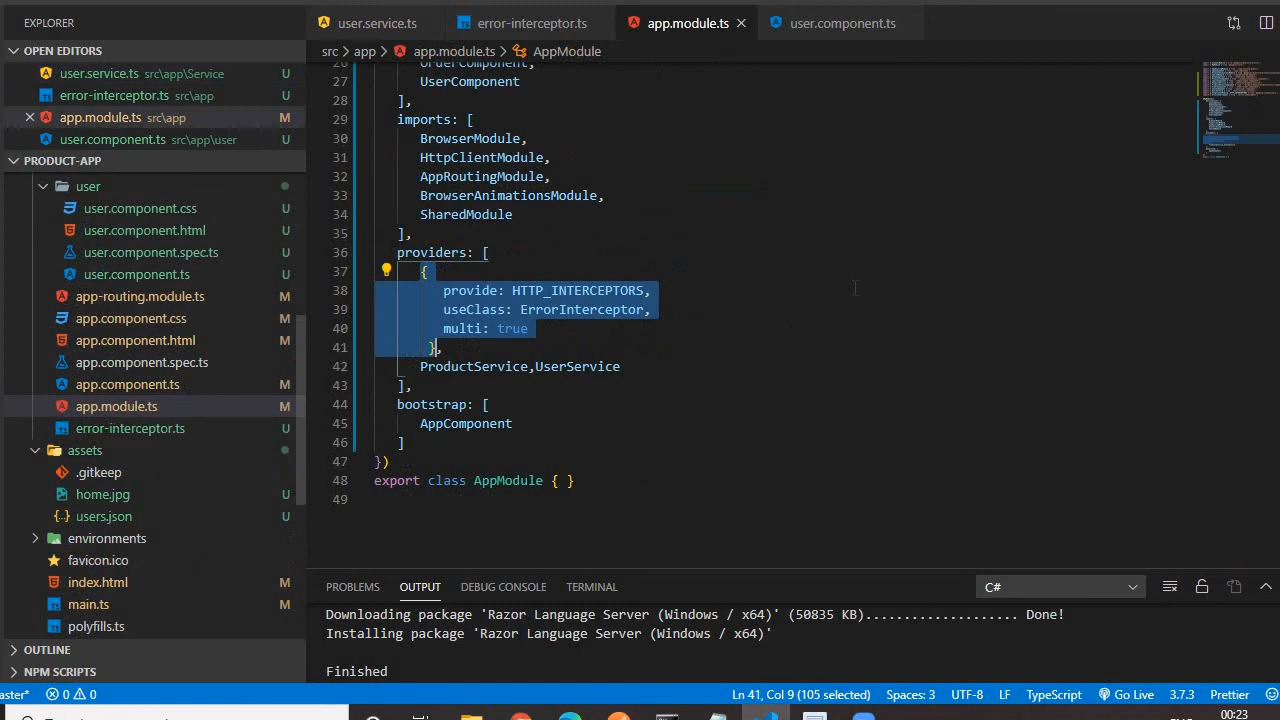 EXPLORER
OPEN EDITORS
user.service.ts src\app\Service U
error-interceptor.ts src\app U
app.module.ts src\app M
user.component.ts src\app\user U
PRODUCT-APP
user
user.component.css U
user.component.html U
user.component.spec.ts U
user.component.ts U
app-routing.module.ts M
app.component.css M
app.component.html M
app.component.spec.ts
app.component.ts M
app.module.ts M
error-interceptor.ts U
assets
.gitkeep
home.jpg U
users.json U
environments
favicon.ico
index.html M
main.ts M
polyfills.ts
OUTLINE
NPM SCRIPTS
user.service.ts error-interceptor.ts app.module.ts user.component.ts
src > app > app.module.ts > AppModule
26 OrderComponent,
27 UserComponent
28 ],
29 imports: [
30 BrowserModule,
31 HttpClientModule,
32 AppRoutingModule,
33 BrowserAnimationsModule,
34 SharedModule
35 ],
36 providers: [
37 {
38 provide: HTTP_INTERCEPTORS,
39 useClass: ErrorInterceptor,
40 multi: true
41 },
42 ProductService,UserService
43 ],
44 bootstrap: [
45 AppComponent
46 ]
47 })
48 export class AppModule { }
49
PROBLEMS OUTPUT DEBUG CONSOLE TERMINAL C#
Downloading package 'Razor Language Server (Windows / x64)' (50835 KB).................... Done!
Installing package 'Razor Language Server (Windows / x64)'
Finished
0 0 Ln 41, Col 9 (105 selected) Spaces: 3 UTF-8 LF TypeScript Go Live 3.7.3 Prettier
00:23